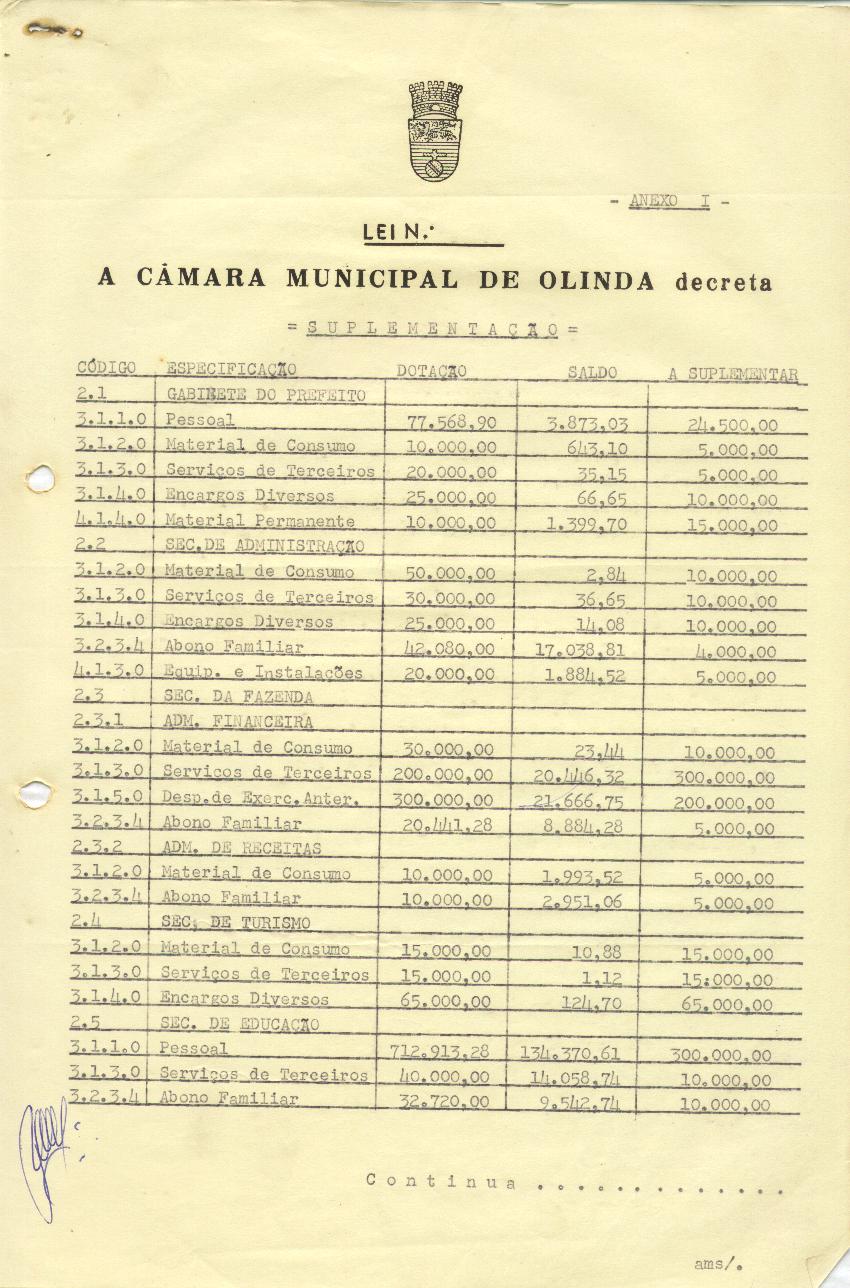 - ANEXO I -
LEI N.º
A CÂMARA MUNICIPAL DE OLINDA decreta
= S U P L E M E N T A Ç Ã O =
CÓDIGO ESPECIFICAÇÃO DOTAÇÃO SALDO A SUPLEMENTAR
2.1 GABINETE DO PREFEITO
3.1.1.0 Pessoal 77.568,90 3.873,03 24.500,00
3.1.2.0 Material de Consumo 10.000,00 643,10 5.000,00
3.1.3.0 Serviços de Terceiros 20.000,00 35,15 5.000,00
3.1.4.0 Encargos Diversos 25.000,00 66,65 10.000,00
4.1.4.0 Material Permanente 10.000,00 1.399,70 15.000,00
2.2 SEC.DE ADMINISTRAÇÃO
3.1.2.0 Material de Consumo 50.000,00 2,84 10.000,00
3.1.3.0 Serviços de Terceiros 30.000,00 36,65 10.000,00
3.1.4.0 Encargos Diversos 25.000,00 14,08 10.000,00
3.2.3.4 Abono Familiar 42.080,00 17.038,81 4.000,00
4.1.3.0 Equip. e Instalações 20.000,00 1.884,52 5.000,00
2.3 SEC. DA FAZENDA
2.3.1 ADM. FINANCEIRA
3.1.2.0 Material de Consumo 30.000,00 23,44 10.000,00
3.1.3.0 Serviços de Terceiros 200.000,00 20.446,32 300.000,00
3.1.5.0 Desp.de Exerc.Anter. 300.000,00 21.666,75 200.000,00
3.2.3.4 Abono Familiar 20.441,28 8.884,28 5.000,00
2.3.2 ADM. DE RECEITAS
3.1.2.0 Material de Consumo 10.000,00 1.993,52 5.000,00
3.2.3.4 Abono Familiar 10.000,00 2.951,06 5.000,00
2.4 SEC. DE TURISMO
3.1.2.0 Material de Consumo 15.000,00 10,88 15.000,00
3.1.3.0 Serviços de Terceiros 15.000,00 1,12 15:000,00
3.1.4.0 Encargos Diversos 65.000,00 124,70 65.000,00
2.5 SEC. DE EDUCAÇÃO
3.1.1.0 Pessoal 712.913,28 134.370,61 300.000,00
3.1.3.0 Serviços de Terceiros 40.000,00 14.058,74 10.000,00
3.2.3.4 Abono Familiar 32.720,00 9.542,74 10.000,00
C o n t i n u a . . . . . . . . . . . . .
ams/.